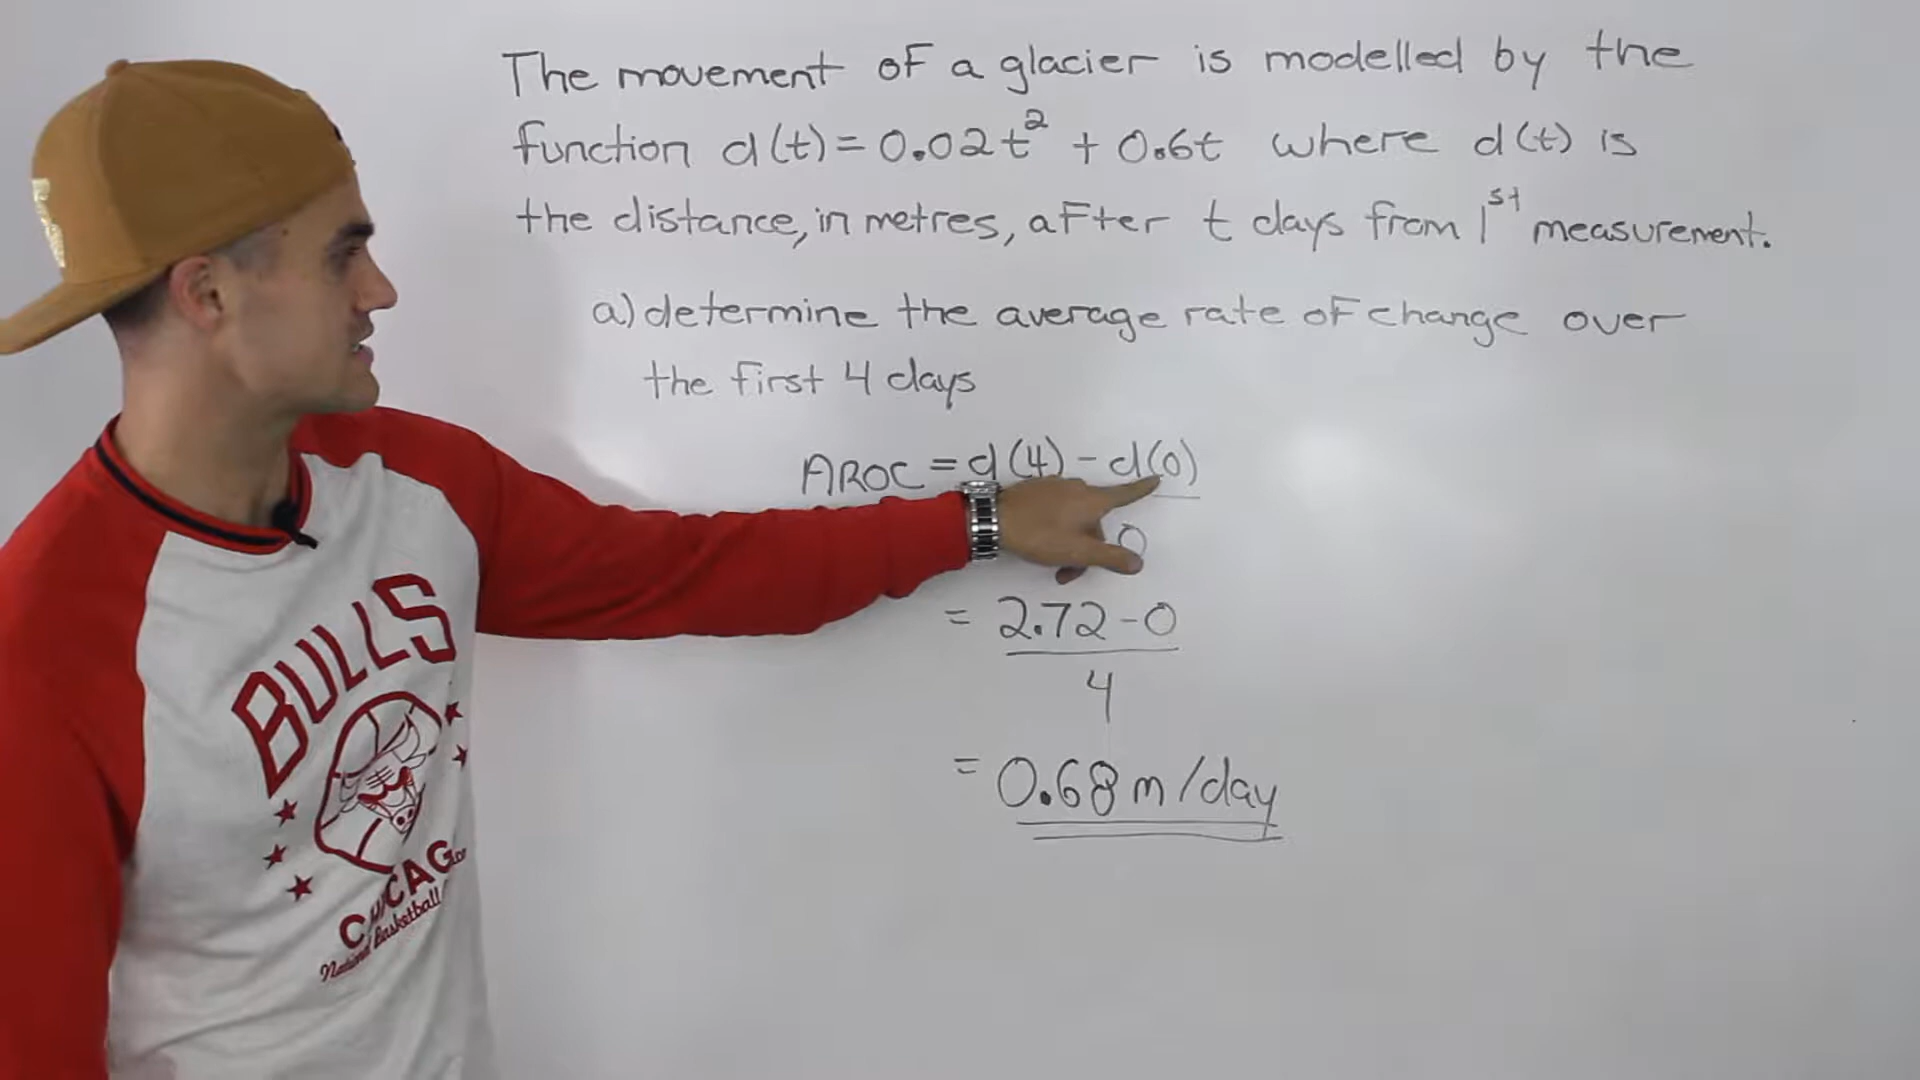 The movement of a glacier is modelled by the
function d(t) = 0.02t² + 0.6t where d(t) is
the distance, in metres, after t days from 1st measurement.
a) determine the average rate of change over
the first 4 days
AROC = d(4) - d(0)
0
= 2.72 - 0
4
= 0.68 m/day
BULLS
CHICAGO
National Basketball